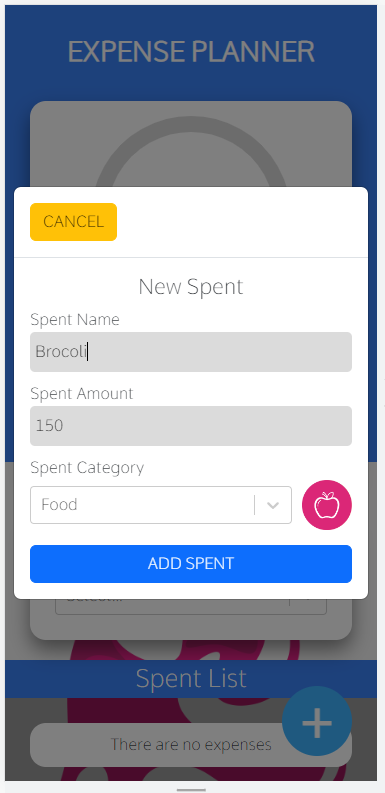 EXPENSE PLANNER
CANCEL
New Spent
Spent Name
Brocoli
Spent Amount
150
Spent Category
Food
ADD SPENT
Spent List
There are no expenses